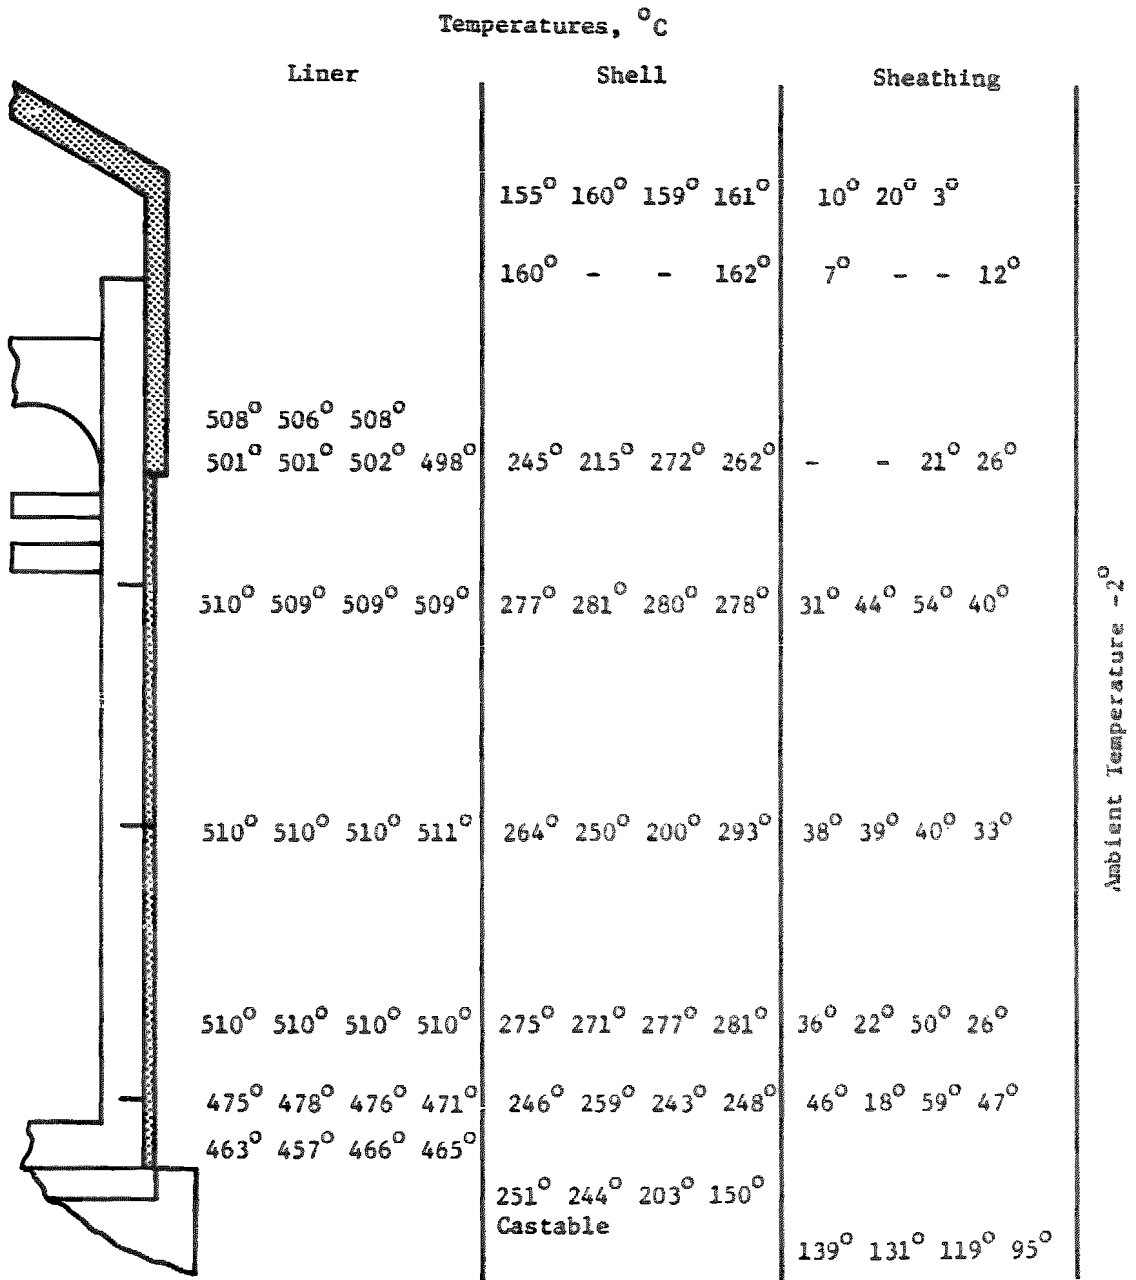 Temperatures, °C
Liner Shell Sheathing
155° 160° 159° 161° 10° 20° 3°
160° - - 162° 7° - - 12°
508° 506° 508°
501° 501° 502° 498° 245° 215° 272° 262° - - 21° 26°
510° 509° 509° 509° 277° 281° 280° 278° 31° 44° 54° 40°
510° 510° 510° 511° 264° 250° 200° 293° 38° 39° 40° 33°
510° 510° 510° 510° 275° 271° 277° 281° 36° 22° 50° 26°
475° 478° 476° 471° 246° 259° 243° 248° 46° 18° 59° 47°
463° 457° 466° 465°
251° 244° 203° 150°
Castable
139° 131° 119° 95°
Ambient Temperature -2°